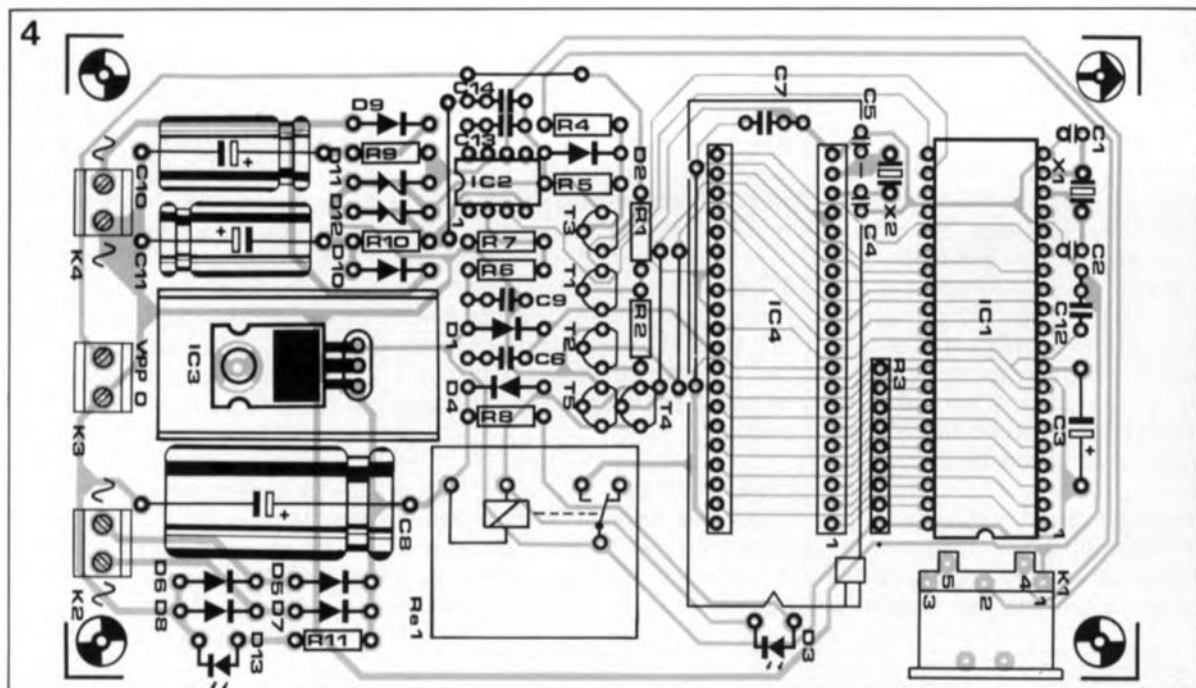 4
C14
C7
D9
C5
R4
C13
C1
R9
D11
X1
D2
IC2
R5
C10
D12
1
T3
R1
X2
C4
R10
R7
K4
C11
D10
R6
C2
T1
IC4
IC1
C9
C12
R2
D1
T2
VPP
IC3
C6
R3
0
D4
T5
T4
C3
R8
K3
C8
1
1
D6
D5
K1
Re1
5
4
3
2
1
K2
D8
D7
R11
D13
D3